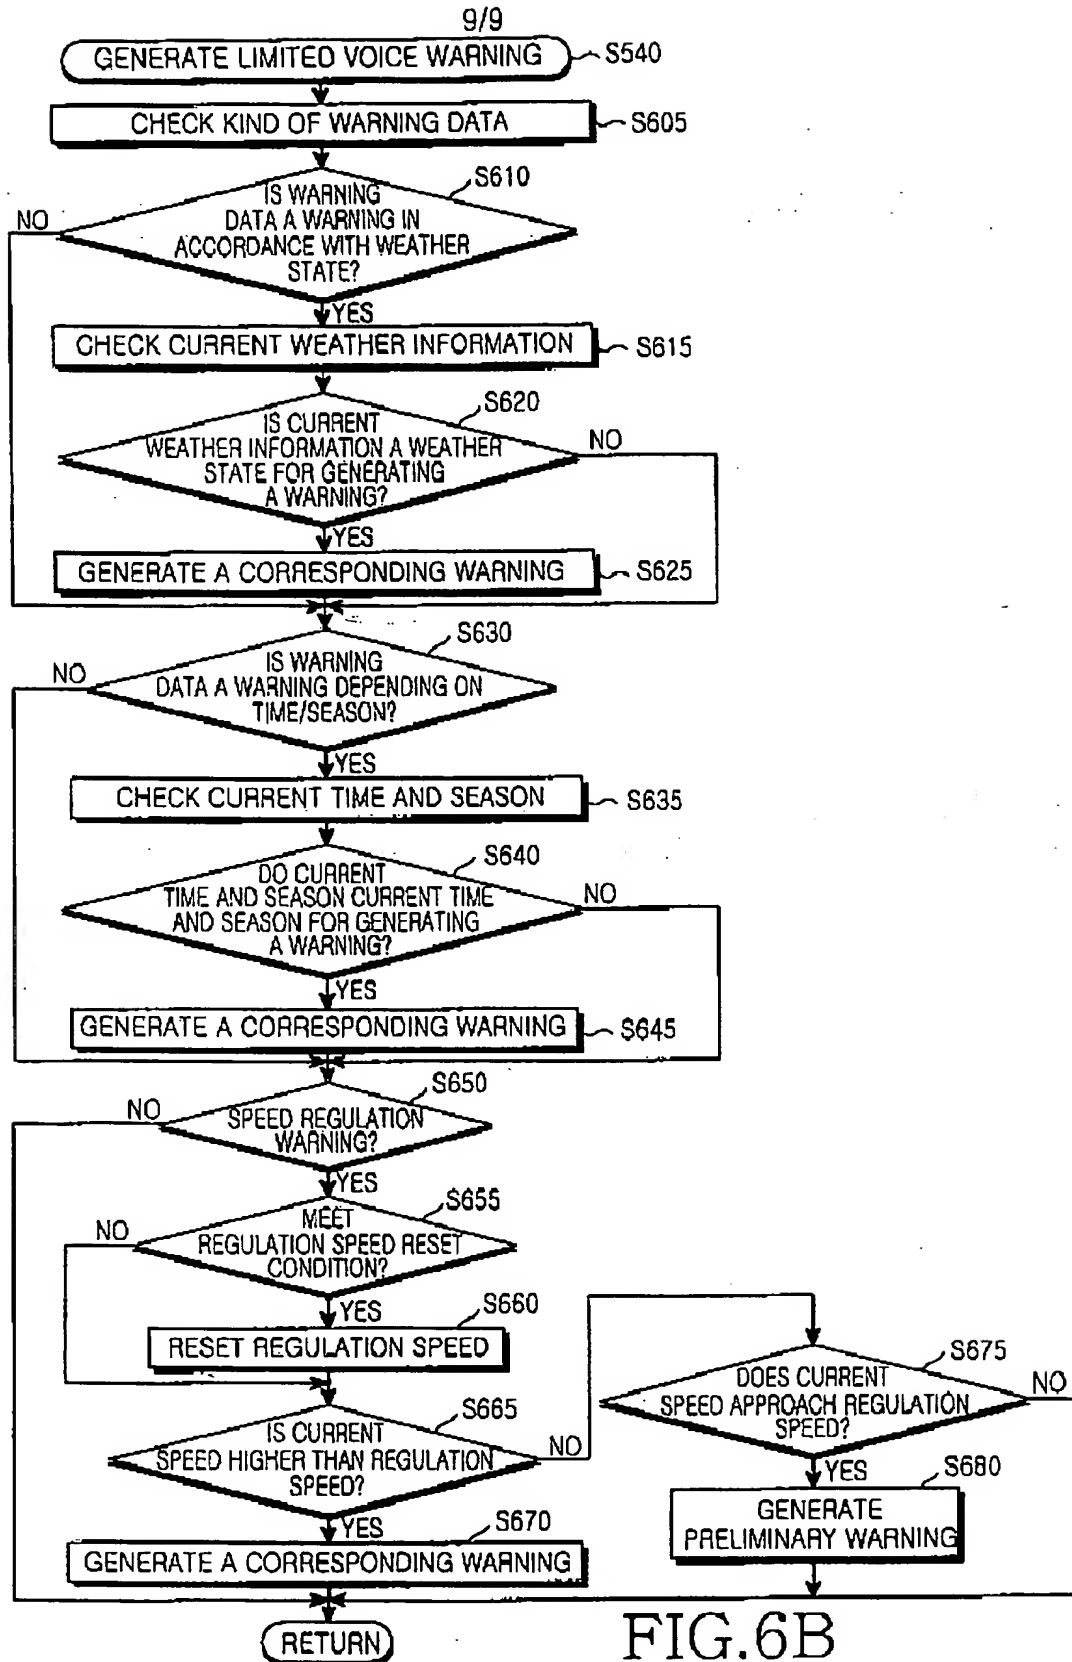 9/9
GENERATE LIMITED VOICE WARNING
S540
CHECK KIND OF WARNING DATA
S605
S610
IS WARNING
DATA A WARNING IN
ACCORDANCE WITH WEATHER
STATE?
NO
YES
CHECK CURRENT WEATHER INFORMATION
S615
S620
IS CURRENT
WEATHER INFORMATION A WEATHER
STATE FOR GENERATING
A WARNING?
NO
YES
GENERATE A CORRESPONDING WARNING
S625
S630
IS WARNING
DATA A WARNING DEPENDING ON
TIME/SEASON?
NO
YES
CHECK CURRENT TIME AND SEASON
S635
S640
DO CURRENT
TIME AND SEASON CURRENT TIME
AND SEASON FOR GENERATING
A WARNING?
NO
YES
GENERATE A CORRESPONDING WARNING
S645
S650
SPEED REGULATION
WARNING?
NO
YES
S655
MEET
REGULATION SPEED RESET
CONDITION?
NO
YES
S660
RESET REGULATION SPEED
S665
IS CURRENT
SPEED HIGHER THAN REGULATION
SPEED?
NO
YES
S670
GENERATE A CORRESPONDING WARNING
S675
DOES CURRENT
SPEED APPROACH REGULATION
SPEED?
NO
YES
S680
GENERATE
PRELIMINARY WARNING
RETURN
FIG.6B